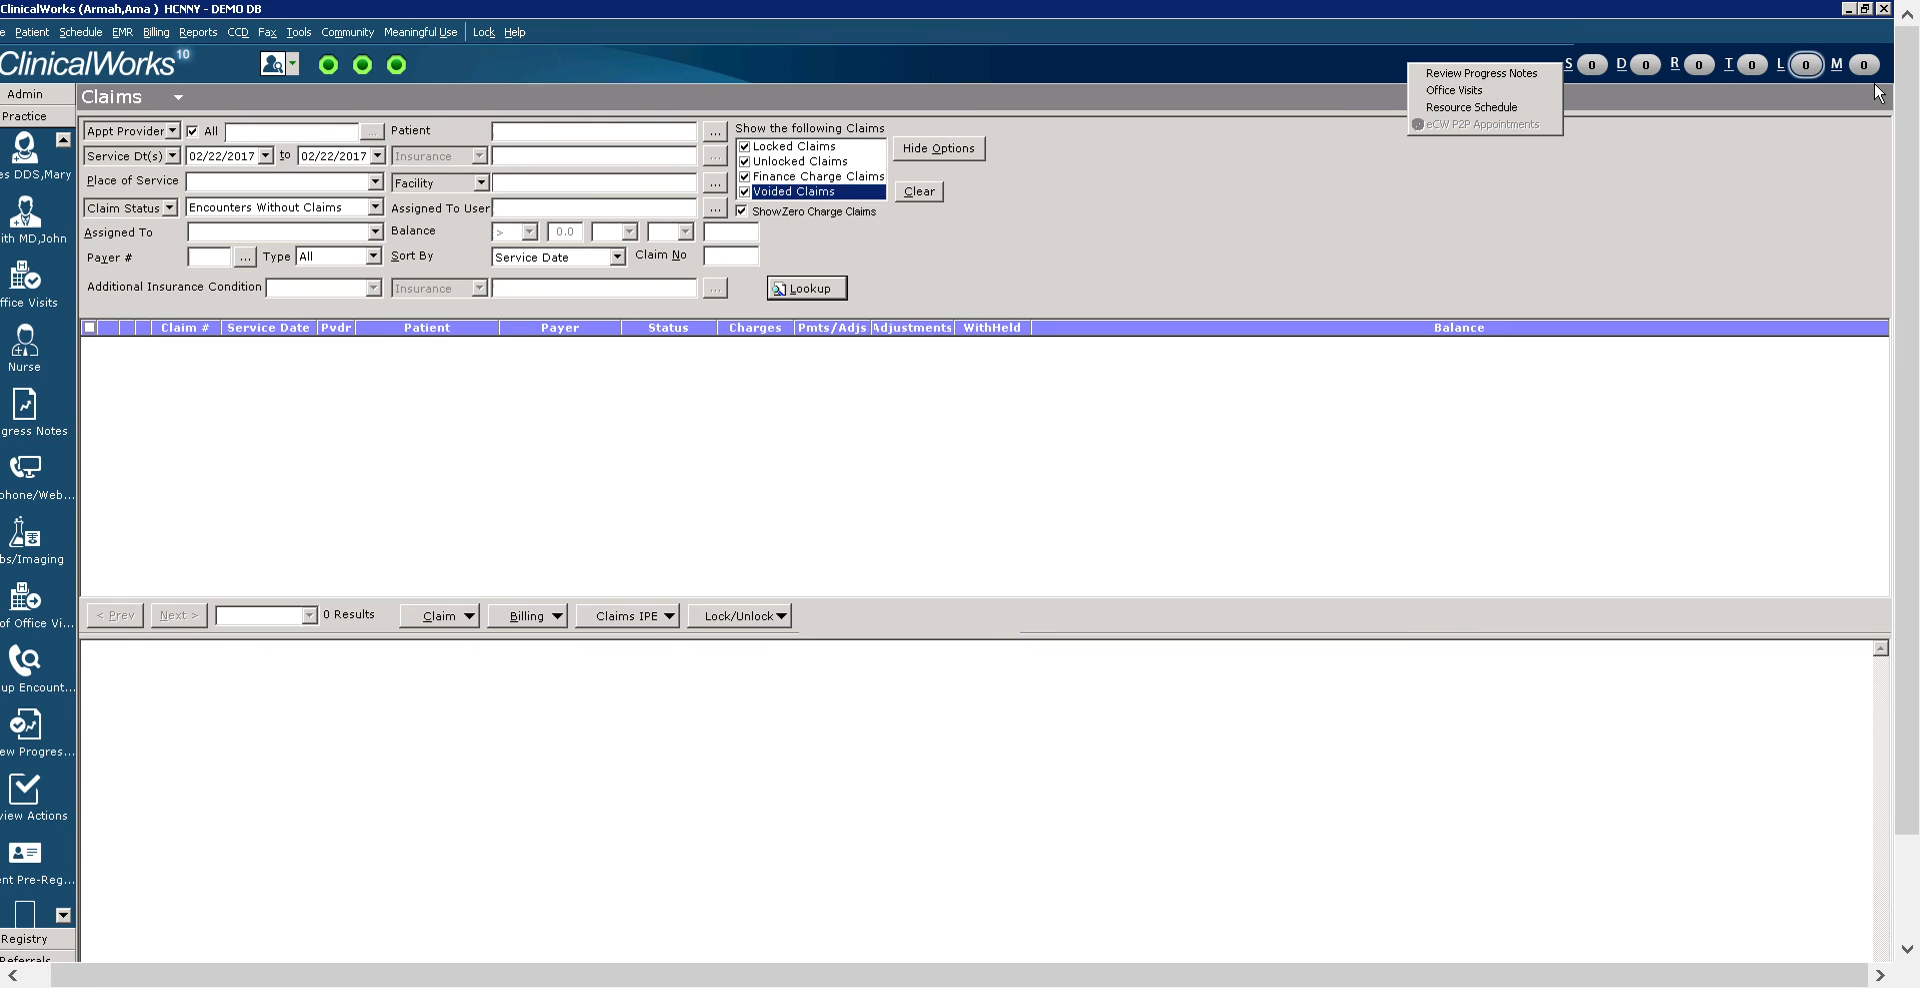 ClinicalWorks (Armah,Ama ) HCNNY - DEMO DB
e Patient Schedule EMR Billing Reports CCD Fax Tools Community Meaningful Use Lock Help
ClinicalWorks 10
S 0 D 0 R 0 T 0 L 0 M 0
Review Progress Notes
Office Visits
Resource Schedule
eCW P2P Appointments
Admin
Practice
es DDS,Mary
ith MD,John
ffice Visits
Nurse
gress Notes
phone/Web...
bs/Imaging
of Office Vi...
up Encount...
ew Progres...
view Actions
ent Pre-Reg...
Registry
Referrals
Claims
Appt Provider All ... Patient ...
Service Dt(s) 02/22/2017 to 02/22/2017 Insurance ...
Place of Service Facility ...
Claim Status Encounters Without Claims Assigned To User ...
Assigned To Balance > 0.0
Payer # ... Type All Sort By Service Date Claim No
Additional Insurance Condition Insurance ...
Show the following Claims
Locked Claims
Unlocked Claims
Finance Charge Claims
Voided Claims
Show Zero Charge Claims
Hide Options
Clear
Lookup
Claim # Service Date Pvdr Patient Payer Status Charges Pmts/Adjs Adjustments WithHeld Balance
< Prev Next > 0 Results Claim Billing Claims IPE Lock/Unlock